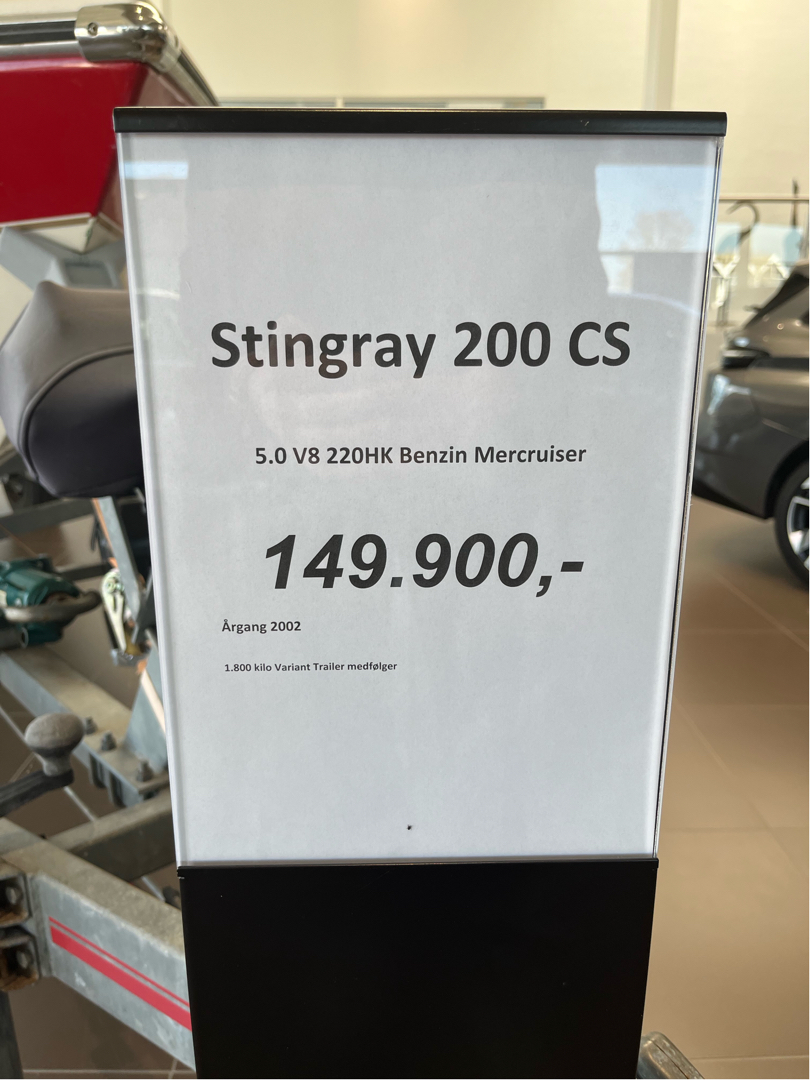 Stingray 200 CS
5.0 V8 220HK Benzin Mercruiser
149.900,-
Årgang 2002
1.800 kilo Variant Trailer medfølger